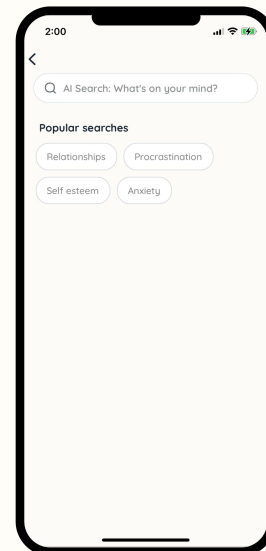 2:00
AI Search: What's on your mind?
Popular searches
Relationships Procrastination
Self esteem Anxiety